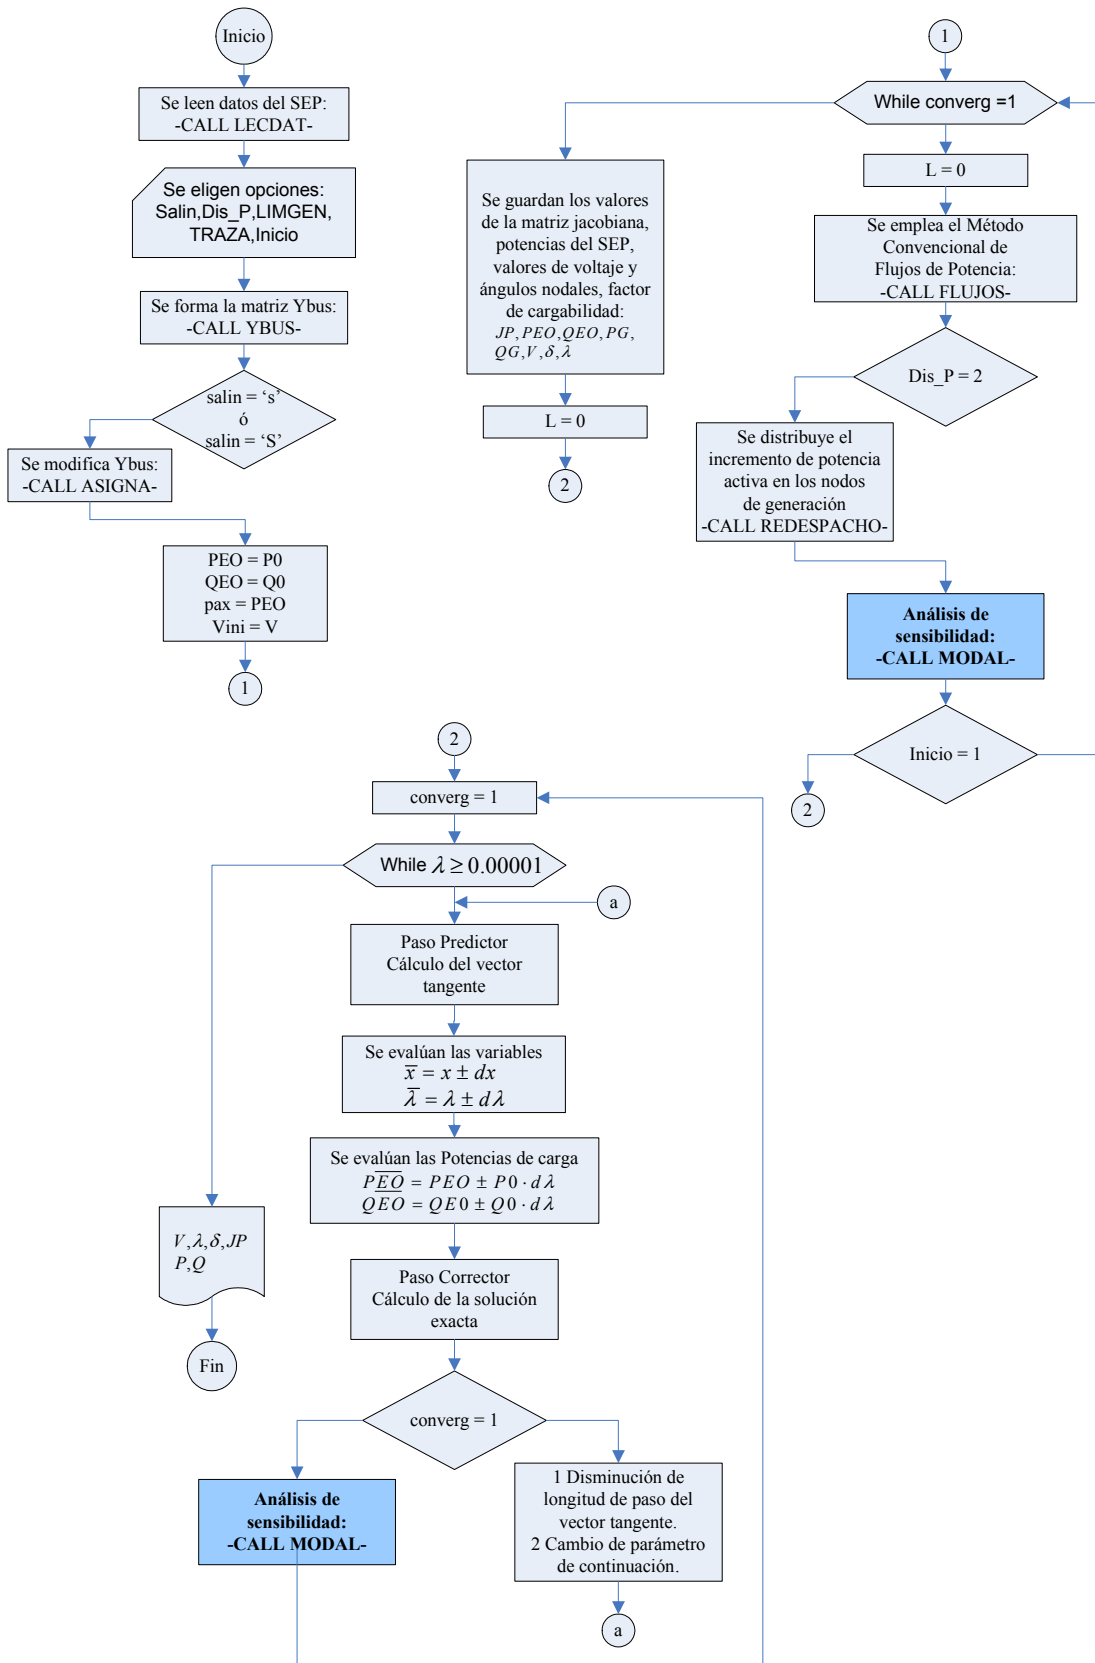 Inicio
Se leen datos del SEP:
-CALL LECDAT-
Se eligen opciones:
Salin,Dis_P,LIMGEN,
TRAZA,Inicio
Se forma la matriz Ybus:
-CALL YBUS-
salin = ‘s’
ó
salin = ‘S’
Se modifica Ybus:
-CALL ASIGNA-
PEO = P0
QEO = Q0
pax = PEO
Vini = V
1
1
While converg =1
L = 0
Se emplea el Método
Convencional de
Flujos de Potencia:
-CALL FLUJOS-
Dis_P = 2
Se distribuye el
incremento de potencia
activa en los nodos
de generación
-CALL REDESPACHO-
Análisis de
sensibilidad:
-CALL MODAL-
Inicio = 1
2
Se guardan los valores
de la matriz jacobiana,
potencias del SEP,
valores de voltaje y
ángulos nodales, factor
de cargabilidad:
JP,PEO,QEO,PG,
QG,V,δ,λ
L = 0
2
2
converg = 1
While λ ≥ 0.00001
a
Paso Predictor
Cálculo del vector
tangente
Se evalúan las variables
x̅ = x ± dx
λ̅ = λ ± dλ
Se evalúan las Potencias de carga
PE̅O̅ = PEO ± P0 · dλ
QE̅O̅ = QE0 ± Q0 · dλ
Paso Corrector
Cálculo de la solución
exacta
converg = 1
Análisis de
sensibilidad:
-CALL MODAL-
1 Disminución de
longitud de paso del
vector tangente.
2 Cambio de parámetro
de continuación.
a
V,λ,δ,JP
P,Q
Fin